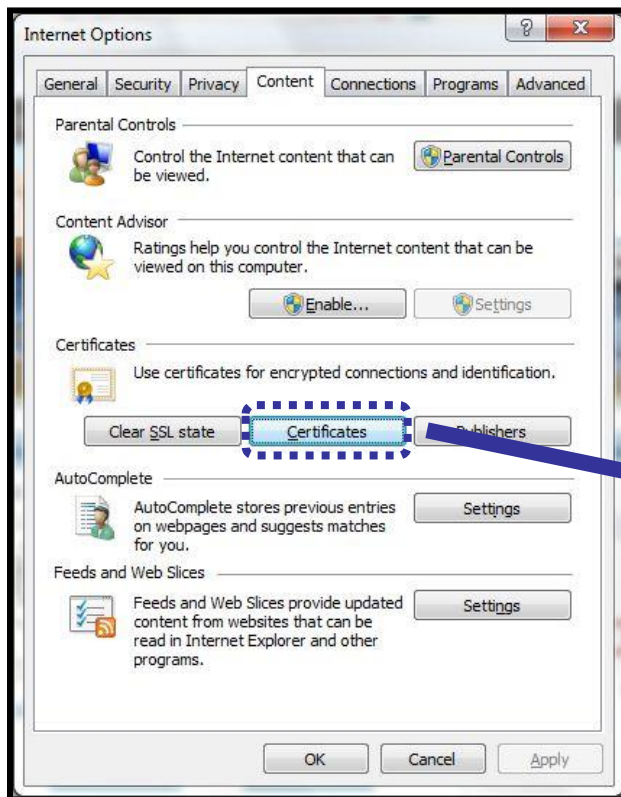 Internet Options
General Security Privacy Content Connections Programs Advanced
Parental Controls
Control the Internet content that can
be viewed.
Parental Controls
Content Advisor
Ratings help you control the Internet content that can be
viewed on this computer.
Enable... Settings
Certificates
Use certificates for encrypted connections and identification.
Clear SSL state Certificates Publishers
AutoComplete
AutoComplete stores previous entries
on webpages and suggests matches
for you.
Settings
Feeds and Web Slices
Feeds and Web Slices provide updated
content from websites that can be
read in Internet Explorer and other
programs.
Settings
OK Cancel Apply